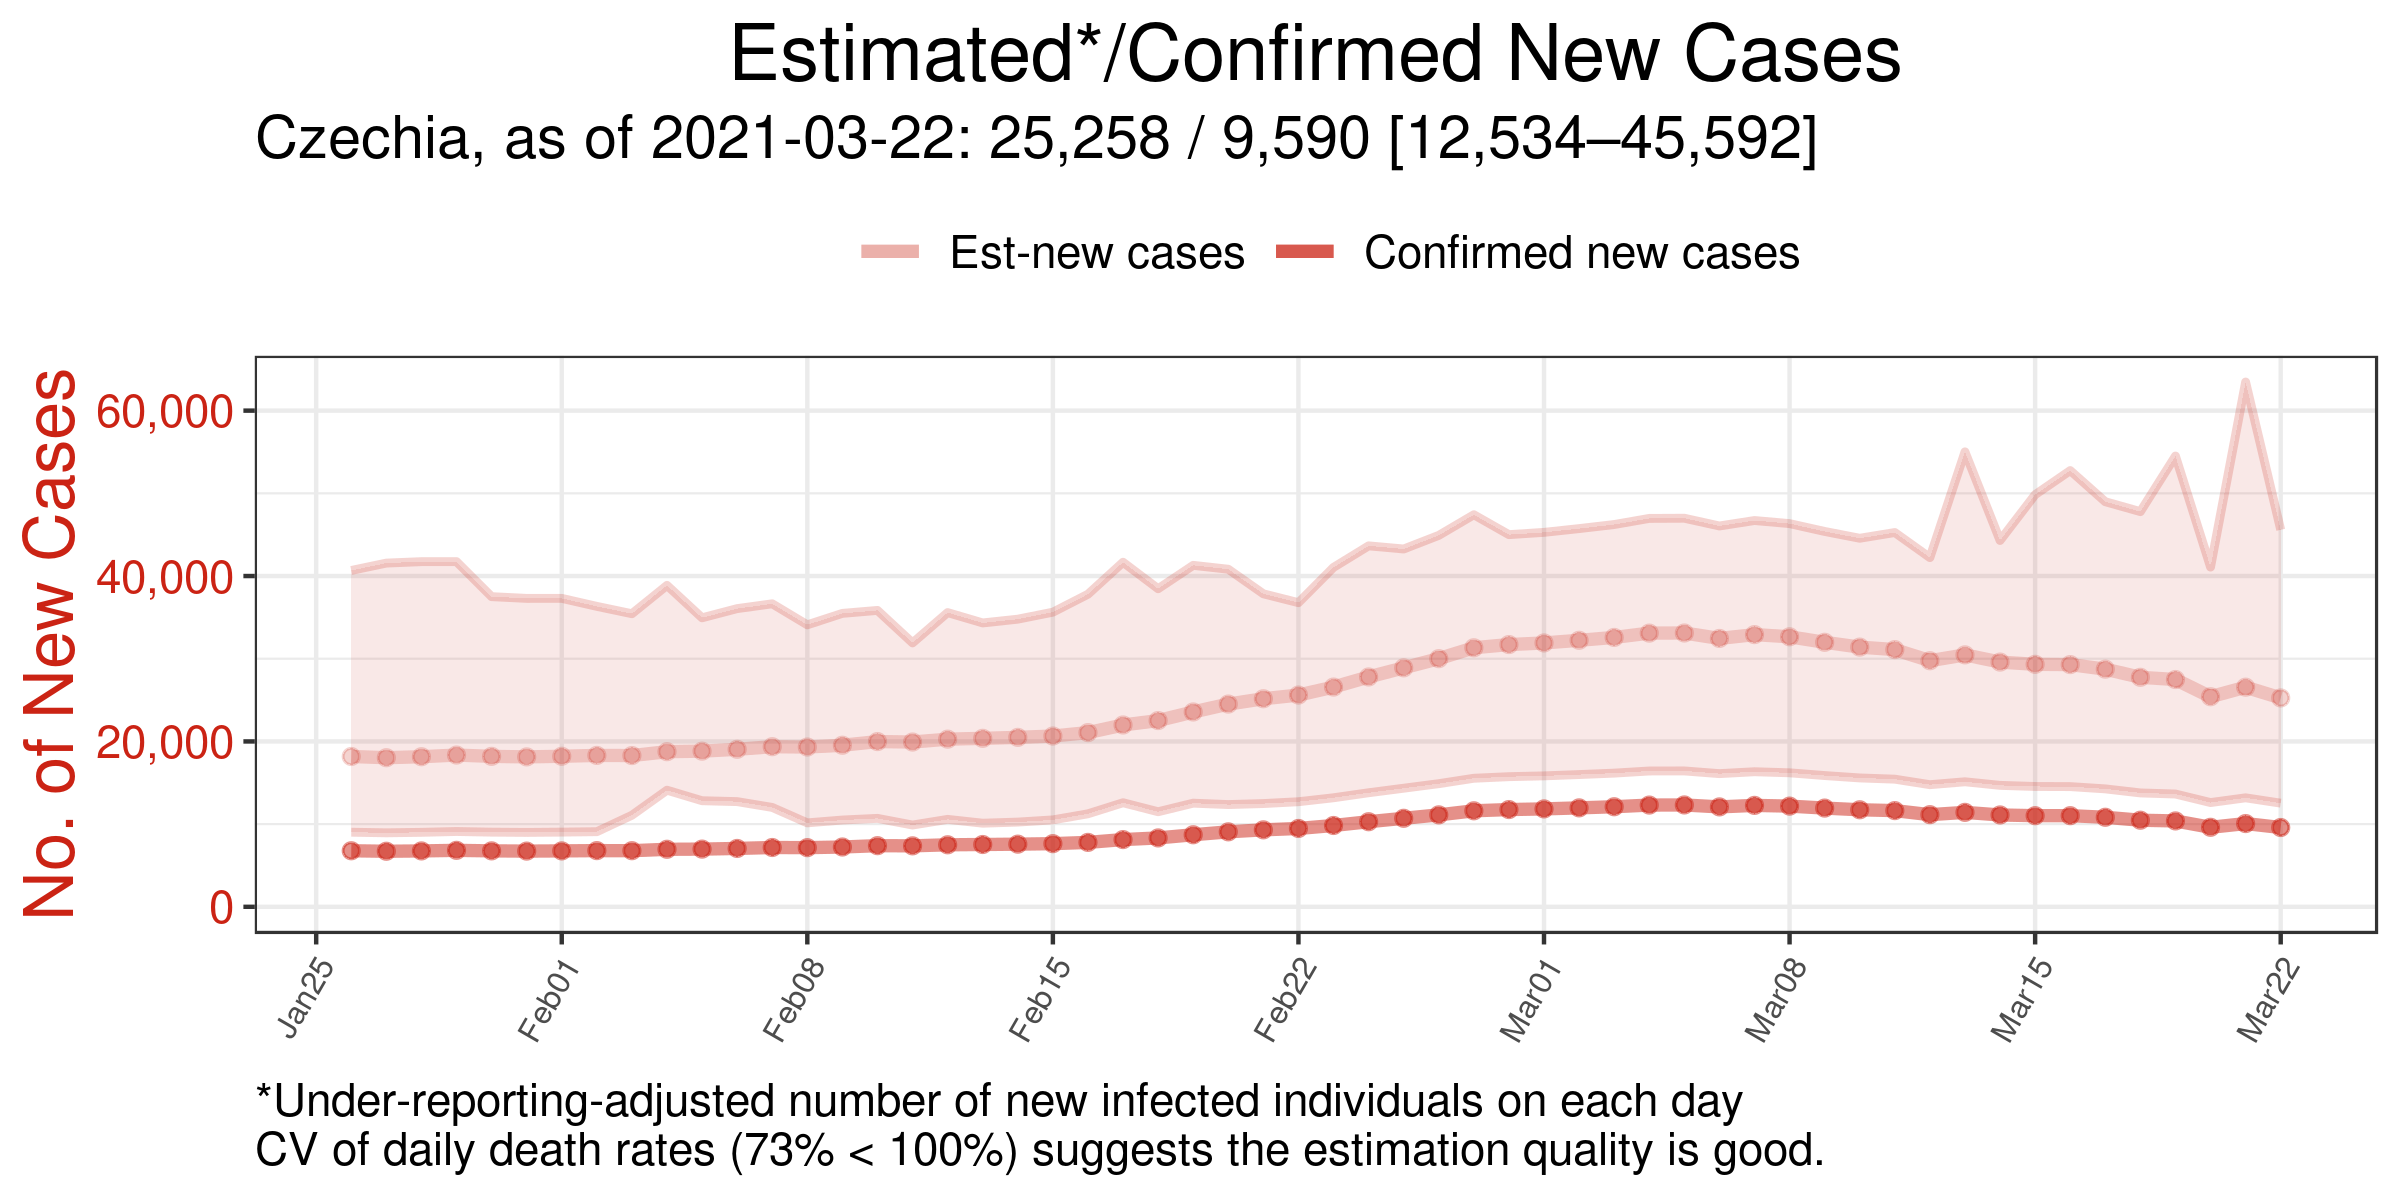 Estimated*/Confirmed New Cases
Czechia, as of 2021-03-22: 25,258 / 9,590 [12,534–45,592]
Est-new cases
Confirmed new cases
No. of New Cases
60,000
40,000
20,000
0
Jan25
Feb01
Feb08
Feb15
Feb22
Mar01
Mar08
Mar15
Mar22
*Under-reporting-adjusted number of new infected individuals on each day
CV of daily death rates (73% < 100%) suggests the estimation quality is good.